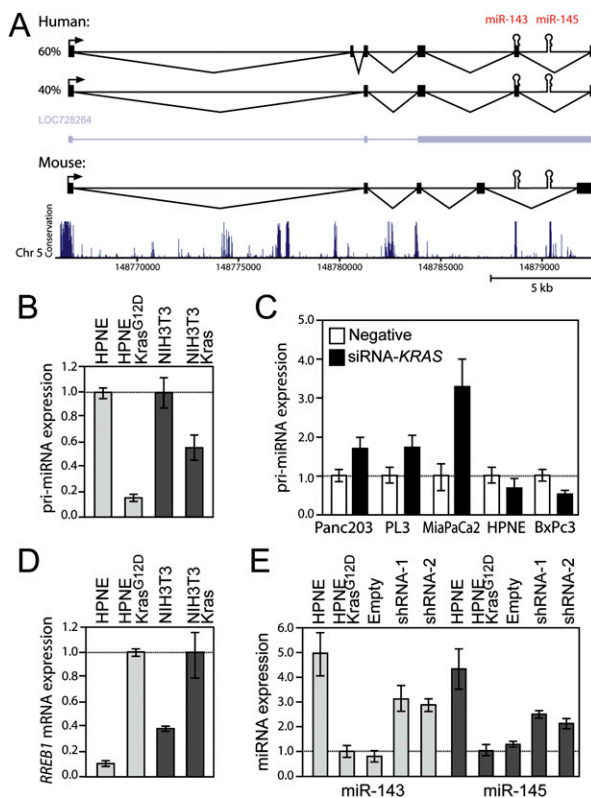 A
Human:
miR-143 miR-145
60%
40%
LOC728264
Mouse:
Conservation
Chr 5
148770000 148775000 148780000 148785000 14879000
5 kb
B
HPNE
HPNE KrasG12D
NIH3T3
NIH3T3 Kras
pri-miRNA expression
1.2
1.0
0.8
0.6
0.4
0.2
0.0
C
Negative
siRNA-KRAS
pri-miRNA expression
5.0
4.0
3.0
2.0
1.0
0.0
Panc203 PL3 MiaPaCa2 HPNE BxPc3
D
HPNE
HPNE KrasG12D
NIH3T3
NIH3T3 Kras
RREB1 mRNA expression
1.2
1.0
0.8
0.6
0.4
0.2
0.0
E
HPNE
HPNE KrasG12D
Empty
shRNA-1
shRNA-2
HPNE
HPNE KrasG12D
Empty
shRNA-1
shRNA-2
miRNA expression
6.0
5.0
4.0
3.0
2.0
1.0
0.0
miR-143 miR-145